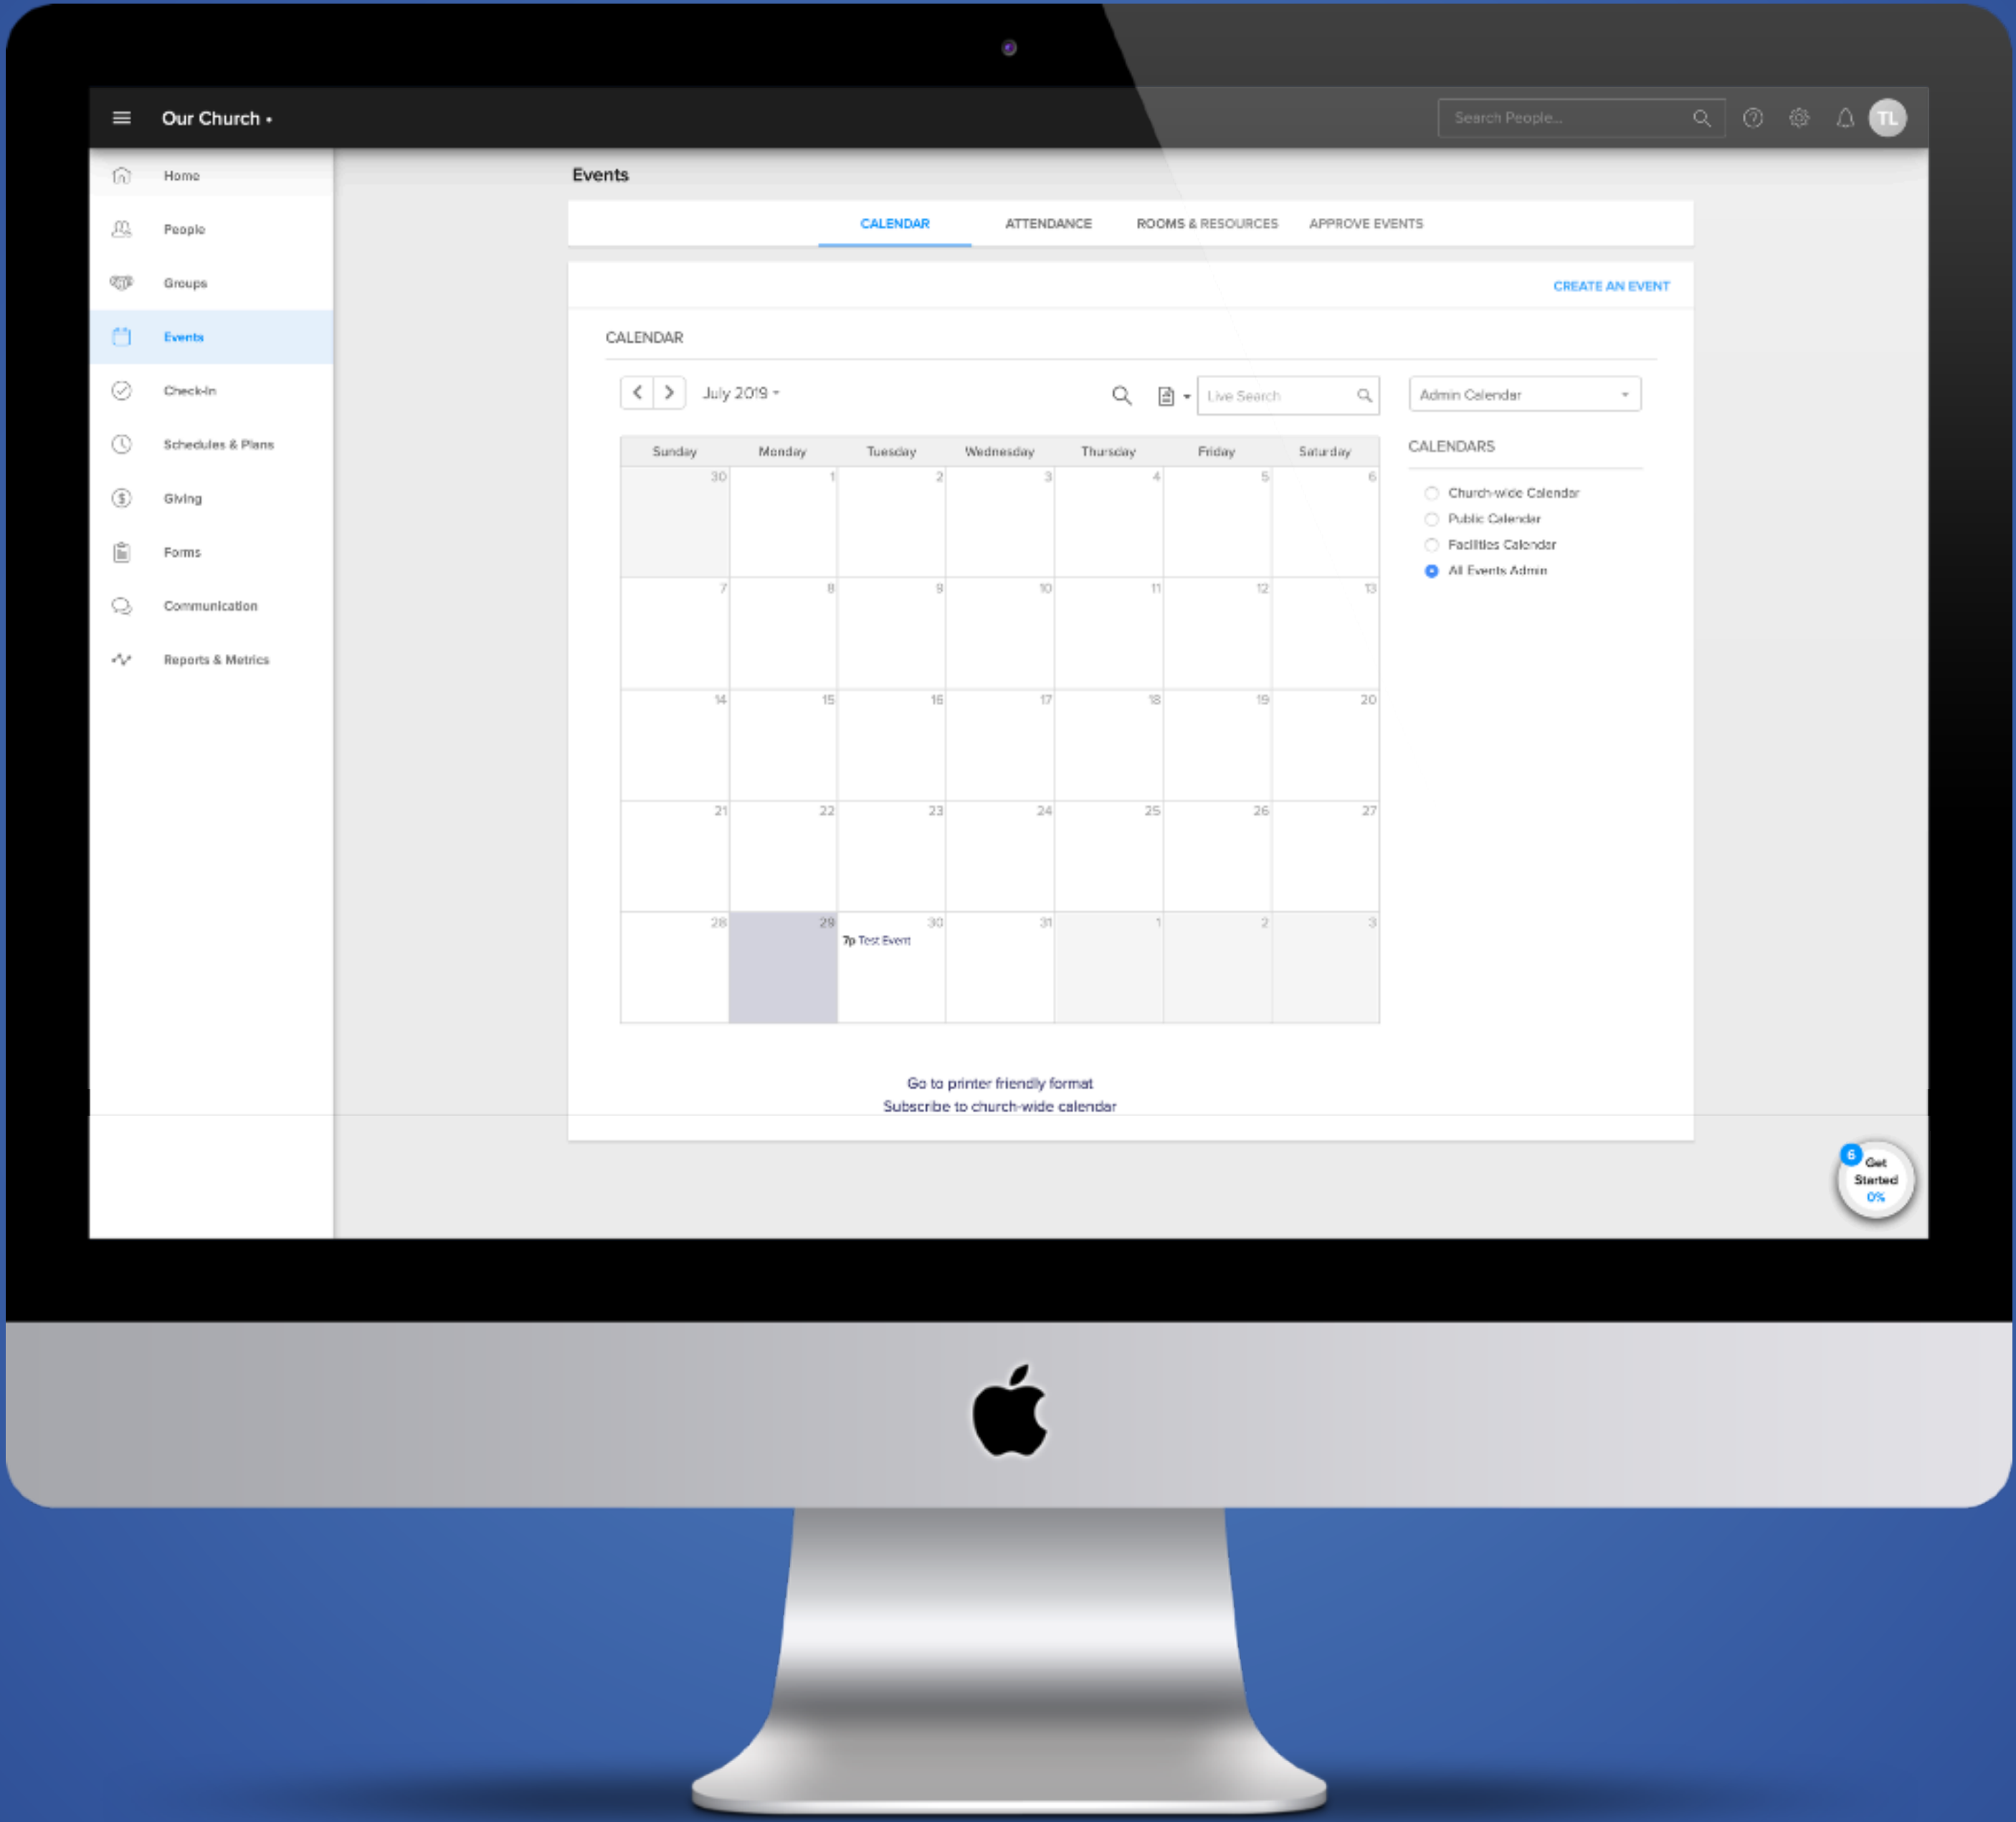 Our Church •
Search People...
TL
Home
People
Groups
Events
Check-In
Schedules & Plans
Giving
Forms
Communication
Reports & Metrics
Events
CALENDAR ATTENDANCE ROOMS & RESOURCES APPROVE EVENTS
CREATE AN EVENT
CALENDAR
July 2019
Live Search
Admin Calendar
Sunday Monday Tuesday Wednesday Thursday Friday Saturday
30 1 2 3 4 5 6
7 8 9 10 11 12 13
14 15 16 17 18 19 20
21 22 23 24 25 26 27
28 29 30 31 1 2 3
7p Test Event
CALENDARS
Church-wide Calendar
Public Calendar
Facilities Calendar
All Events Admin
Go to printer friendly format
Subscribe to church-wide calendar
6
Get
Started
0%